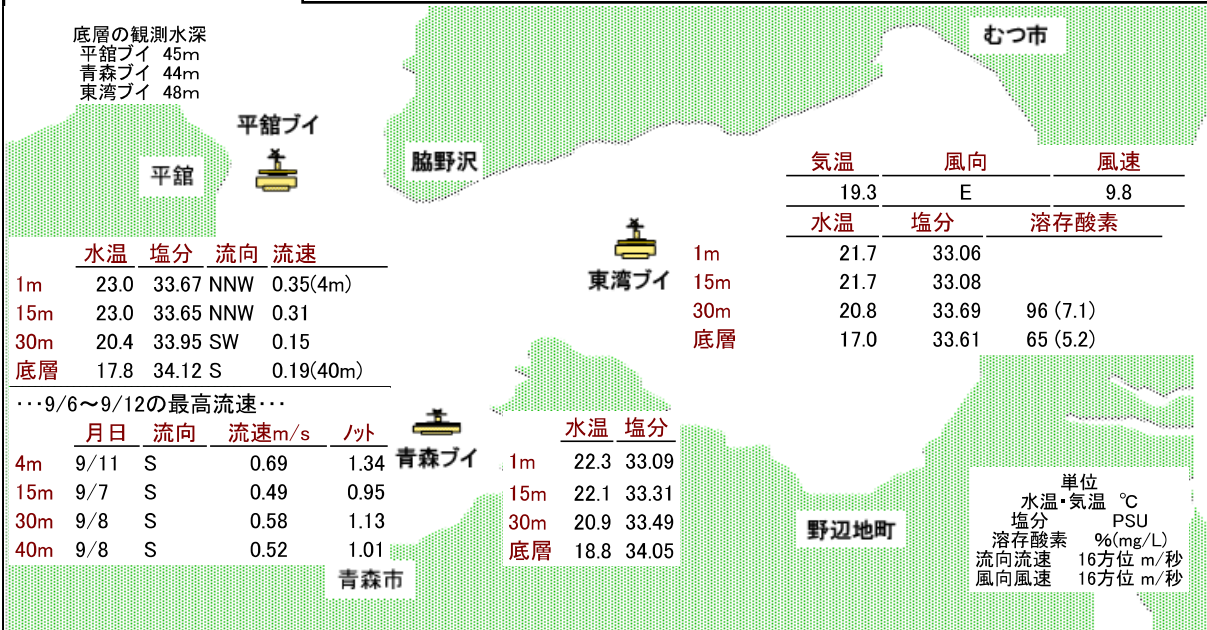 底層の観測水深
平舘ブイ 45m
青森ブイ 44m
東湾ブイ 48m
むつ市
平舘ブイ
平舘
脇野沢
気温 風向 風速
19.3 E 9.8
水温 塩分 溶存酸素
1m 21.7 33.06
15m 21.7 33.08
30m 20.8 33.69 96 (7.1)
底層 17.0 33.61 65 (5.2)
東湾ブイ
水温 塩分 流向 流速
1m 23.0 33.67 NNW 0.35(4m)
15m 23.0 33.65 NNW 0.31
30m 20.4 33.95 SW 0.15
底層 17.8 34.12 S 0.19(40m)
･･･9/6～9/12の最高流速･･･
月日 流向 流速m/s ノット
4m 9/11 S 0.69 1.34
15m 9/7 S 0.49 0.95
30m 9/8 S 0.58 1.13
40m 9/8 S 0.52 1.01
青森ブイ
水温 塩分
1m 22.3 33.09
15m 22.1 33.31
30m 20.9 33.49
底層 18.8 34.05
青森市
野辺地町
単位
水温･気温 ℃
塩分 PSU
溶存酸素 %(mg/L)
流向流速 16方位 m/秒
風向風速 16方位 m/秒